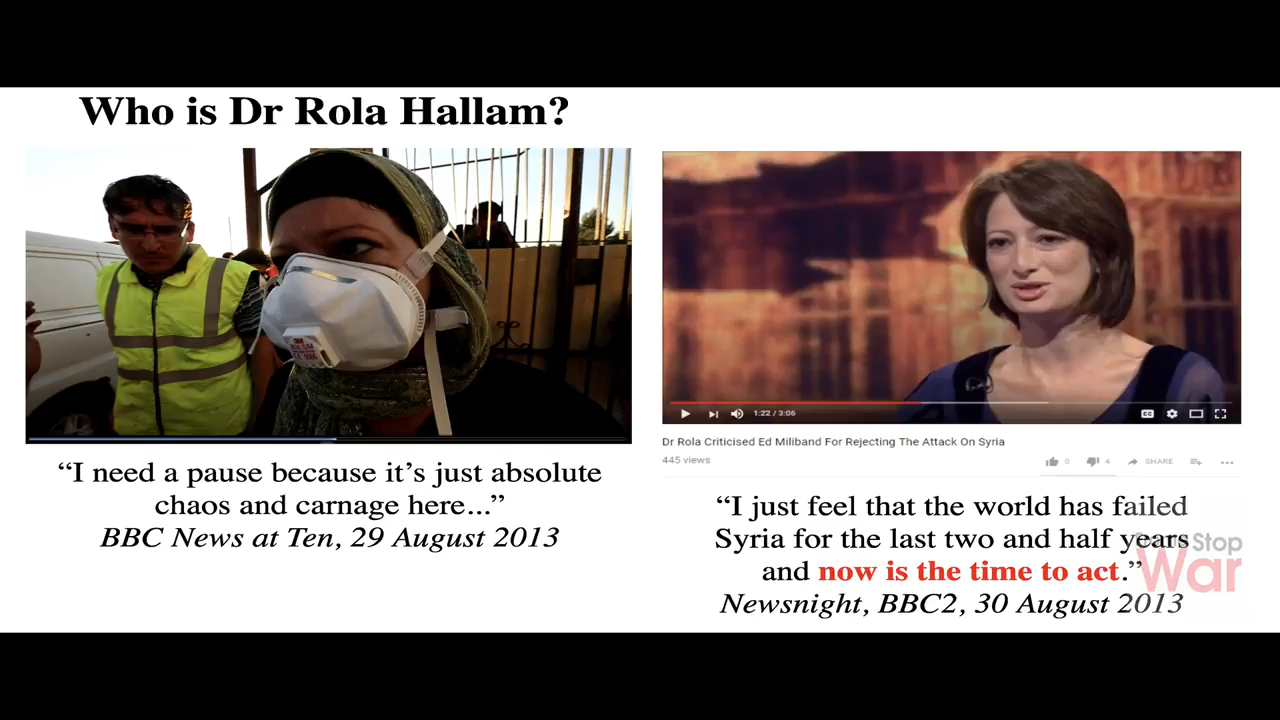 Who is Dr Rola Hallam?
“I need a pause because it’s just absolute
chaos and carnage here...”
BBC News at Ten, 29 August 2013
1:22 / 3:06
Dr Rola Criticised Ed Miliband For Rejecting The Attack On Syria
445 views
0
4
SHARE
“I just feel that the world has failed
Syria for the last two and half years
and now is the time to act.”
Newsnight, BBC2, 30 August 2013
Stop
War